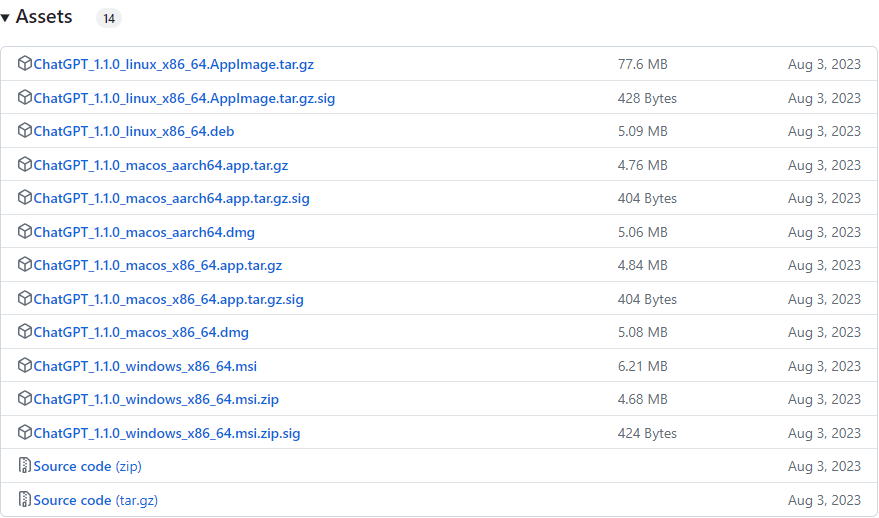 Assets 14
ChatGPT_1.1.0_linux_x86_64.AppImage.tar.gz 77.6 MB Aug 3, 2023
ChatGPT_1.1.0_linux_x86_64.AppImage.tar.gz.sig 428 Bytes Aug 3, 2023
ChatGPT_1.1.0_linux_x86_64.deb 5.09 MB Aug 3, 2023
ChatGPT_1.1.0_macos_aarch64.app.tar.gz 4.76 MB Aug 3, 2023
ChatGPT_1.1.0_macos_aarch64.app.tar.gz.sig 404 Bytes Aug 3, 2023
ChatGPT_1.1.0_macos_aarch64.dmg 5.06 MB Aug 3, 2023
ChatGPT_1.1.0_macos_x86_64.app.tar.gz 4.84 MB Aug 3, 2023
ChatGPT_1.1.0_macos_x86_64.app.tar.gz.sig 404 Bytes Aug 3, 2023
ChatGPT_1.1.0_macos_x86_64.dmg 5.08 MB Aug 3, 2023
ChatGPT_1.1.0_windows_x86_64.msi 6.21 MB Aug 3, 2023
ChatGPT_1.1.0_windows_x86_64.msi.zip 4.68 MB Aug 3, 2023
ChatGPT_1.1.0_windows_x86_64.msi.zip.sig 424 Bytes Aug 3, 2023
Source code (zip) Aug 3, 2023
Source code (tar.gz) Aug 3, 2023